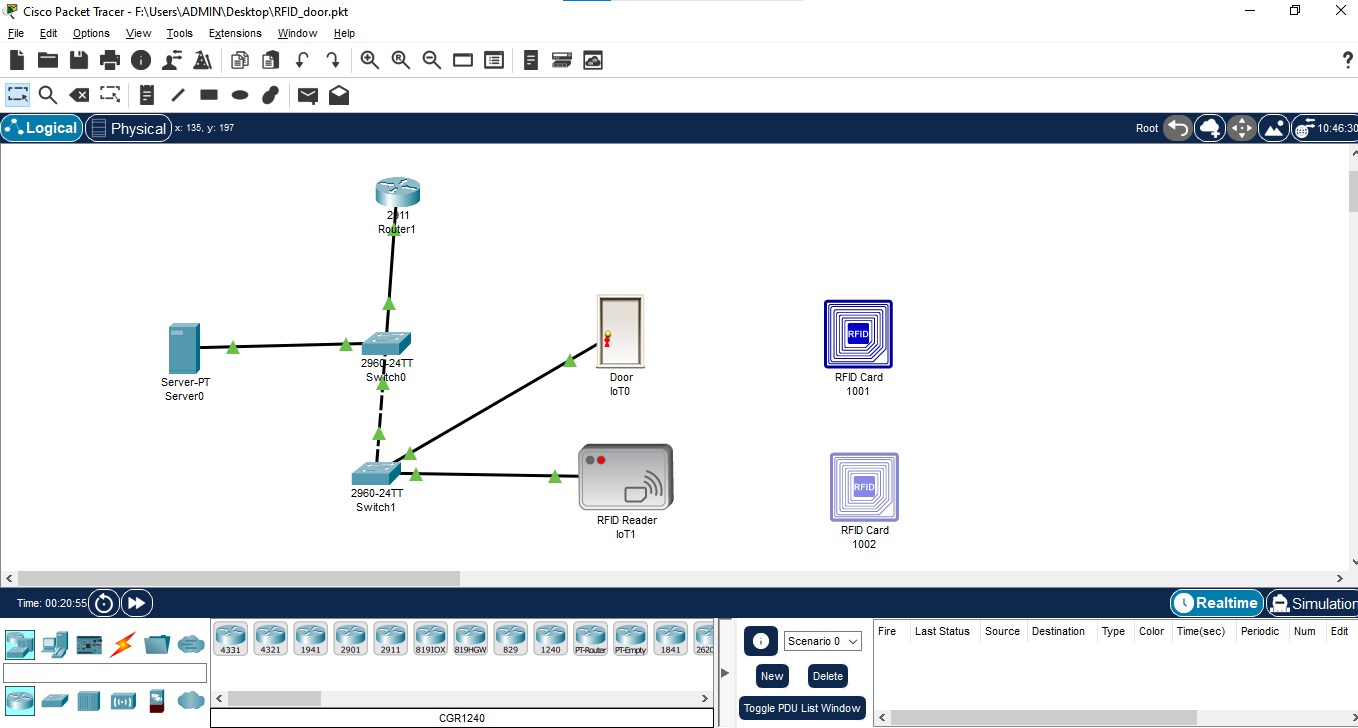 Cisco Packet Tracer - F:\Users\ADMIN\Desktop\RFID_door.pkt
File Edit Options View Tools Extensions Window Help
Logical Physical x: 135, y: 197 Root 10:46:30
2911
Router1
Server-PT
Server0
2960-24TT
Switch0
Door
IoT0
RFID
RFID Card
1001
2960-24TT
Switch1
RFID Reader
IoT1
RFID
RFID Card
1002
Time: 00:20:55 Realtime Simulation
4331 4321 1941 2901 2911 819IOX 819HGW 829 1240 PT-Router PT-Empty 1841 2620
CGR1240
Scenario 0
New Delete
Toggle PDU List Window
Fire Last Status Source Destination Type Color Time(sec) Periodic Num Edit